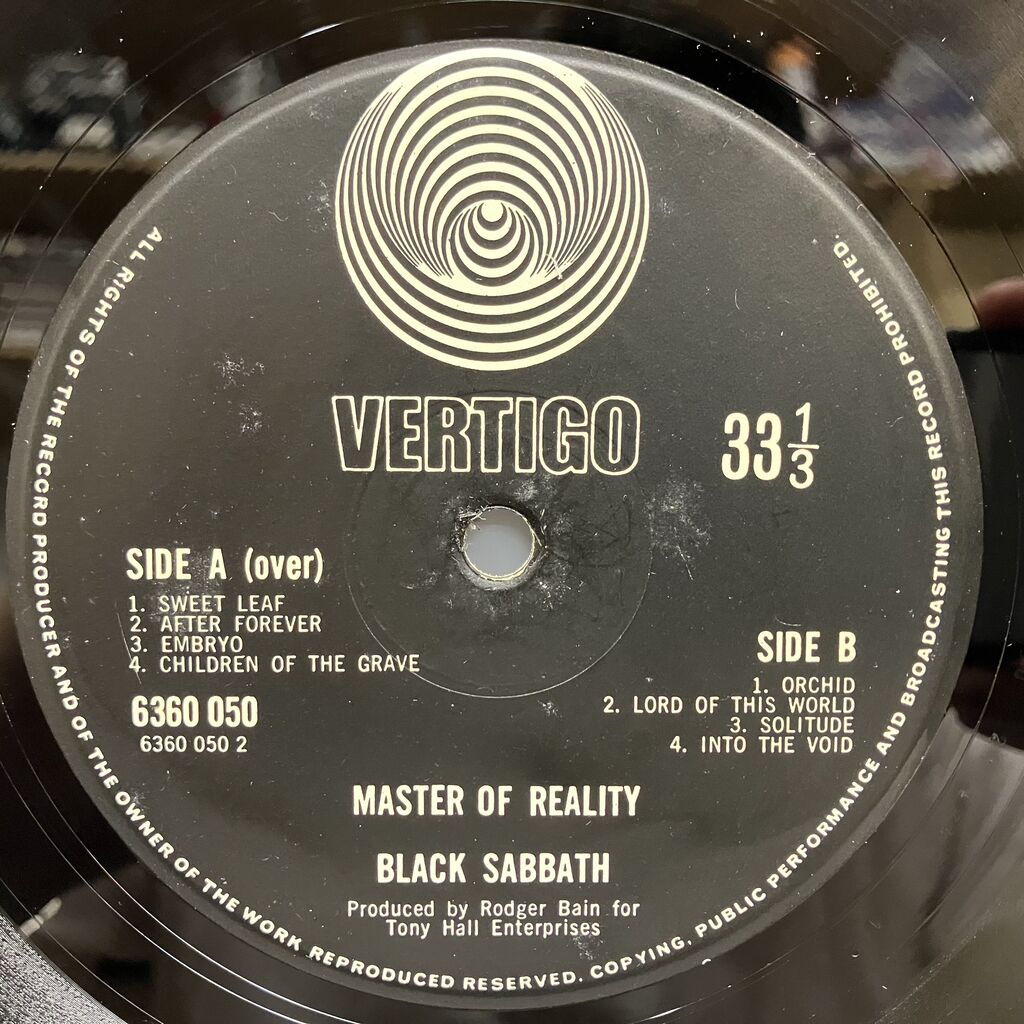 ALL RIGHTS OF THE RECORD PRODUCER AND OF THE OWNER OF THE WORK REPRODUCED RESERVED. COPYING, PUBLIC PERFORMANCE AND BROADCASTING THIS RECORD PROHIBITED.
VERTIGO
33 1/3
SIDE A (over)
1. SWEET LEAF
2. AFTER FOREVER
3. EMBRYO
4. CHILDREN OF THE GRAVE
6360 050
6360 050 2
SIDE B
1. ORCHID
2. LORD OF THIS WORLD
3. SOLITUDE
4. INTO THE VOID
MASTER OF REALITY
BLACK SABBATH
Produced by Rodger Bain for
Tony Hall Enterprises